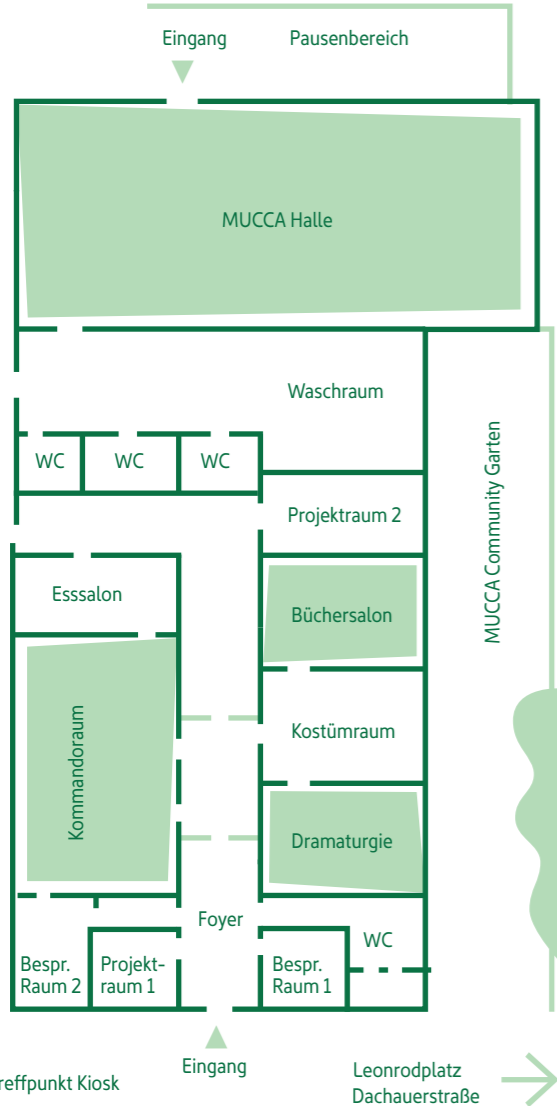 Eingang
Pausenbereich
MUCCA Halle
Waschraum
WC
WC
WC
Projektraum 2
MUCCA Community Garten
Esssalon
Büchersalon
Kommandoraum
Kostümraum
Dramaturgie
Foyer
WC
Bespr.
Raum 2
Projekt-
raum 1
Bespr.
Raum 1
Eingang
reffpunkt Kiosk
Leonrodplatz
Dachauerstraße